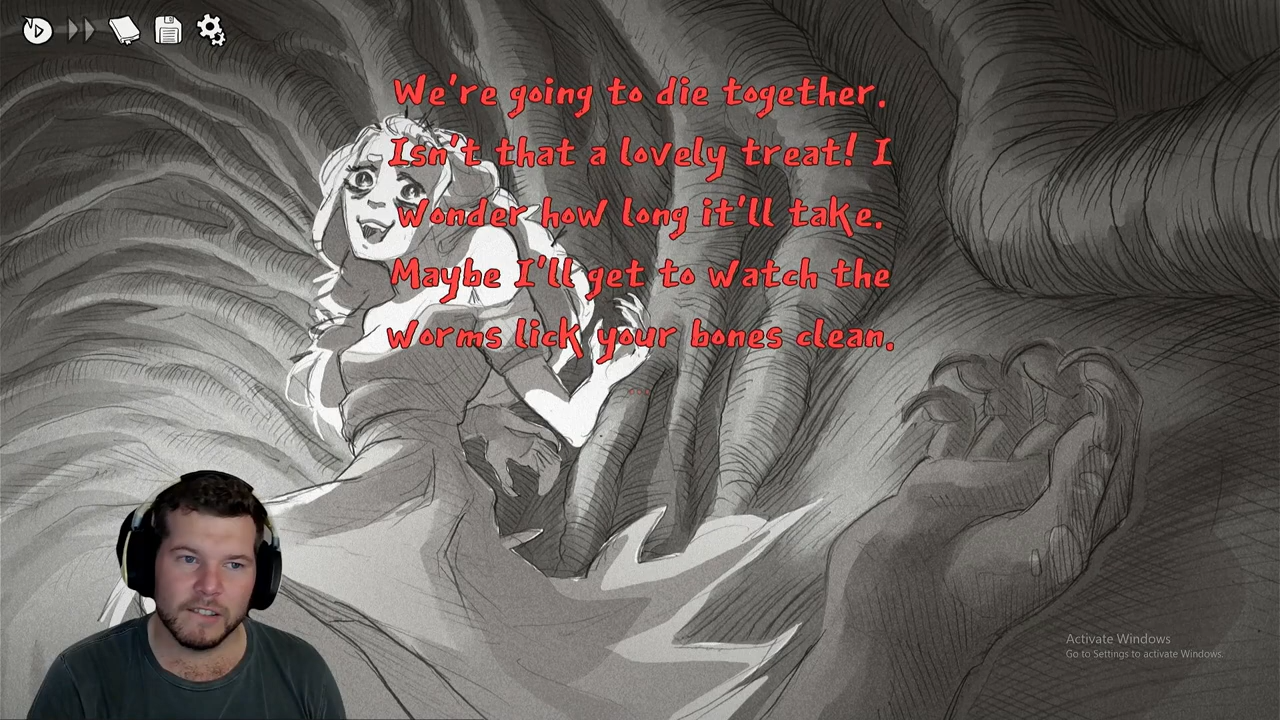 We're going to die together.
Isn't that a lovely treat! I
wonder how long it'll take.
Maybe I'll get to watch the
worms lick your bones clean.
Activate Windows
Go to Settings to activate Windows.